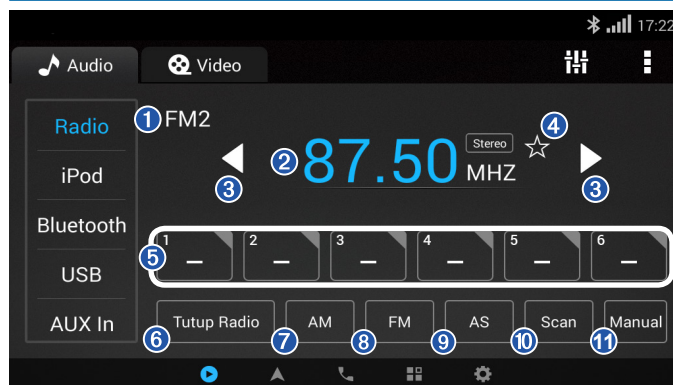 17:22
Audio
Video
Radio
iPod
Bluetooth
USB
AUX In
1 FM2
2 87.50 Stereo MHZ
4
3
3
5
1 –
2 –
3 –
4 –
5 –
6 –
6 Tutup Radio
7 AM
8 FM
9 AS
10 Scan
11 Manual